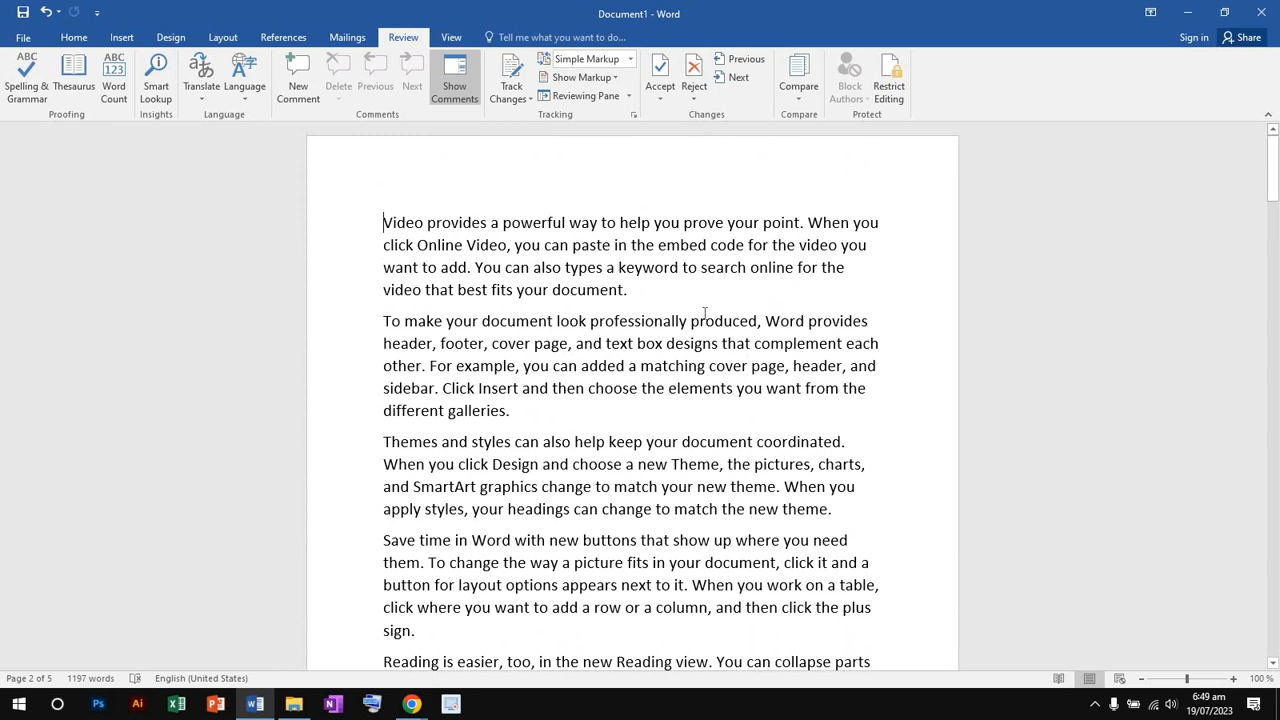 Document1 - Word
File Home Insert Design Layout References Mailings Review View Tell me what you want to do... Sign in Share
Spelling & Grammar
Thesaurus
Word Count
Smart Lookup
Translate
Language
New Comment
Delete
Previous
Next
Show Comments
Track Changes
Simple Markup
Show Markup
Reviewing Pane
Accept
Reject
Previous
Next
Compare
Block Authors
Restrict Editing
Proofing Insights Language Comments Tracking Changes Compare Protect
Video provides a powerful way to help you prove your point. When you
click Online Video, you can paste in the embed code for the video you
want to add. You can also types a keyword to search online for the
video that best fits your document.
To make your document look professionally produced, Word provides
header, footer, cover page, and text box designs that complement each
other. For example, you can added a matching cover page, header, and
sidebar. Click Insert and then choose the elements you want from the
different galleries.
Themes and styles can also help keep your document coordinated.
When you click Design and choose a new Theme, the pictures, charts,
and SmartArt graphics change to match your new theme. When you
apply styles, your headings can change to match the new theme.
Save time in Word with new buttons that show up where you need
them. To change the way a picture fits in your document, click it and a
button for layout options appears next to it. When you work on a table,
click where you want to add a row or a column, and then click the plus
sign.
Reading is easier, too, in the new Reading view. You can collapse parts
Page 2 of 5 1197 words English (United States) 100 %
6:49 am
19/07/2023